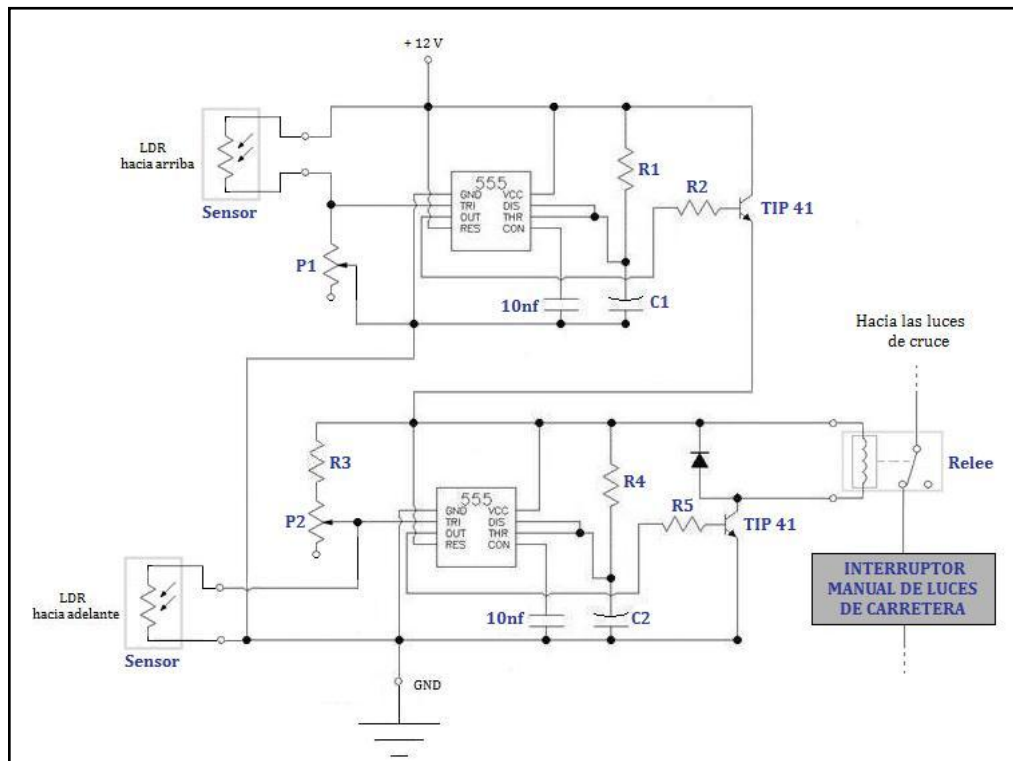 + 12 V
LDR
hacia arriba
Sensor
P1
555
GND
TRI
OUT
RES
VCC
DIS
THR
CON
10nf
R1
C1
R2
TIP 41
Hacia las luces
de cruce
Relee
R3
P2
555
GND
TRI
OUT
RES
VCC
DIS
THR
CON
10nf
R4
C2
R5
TIP 41
INTERRUPTOR
MANUAL DE LUCES
DE CARRETERA
LDR
hacia adelante
Sensor
GND